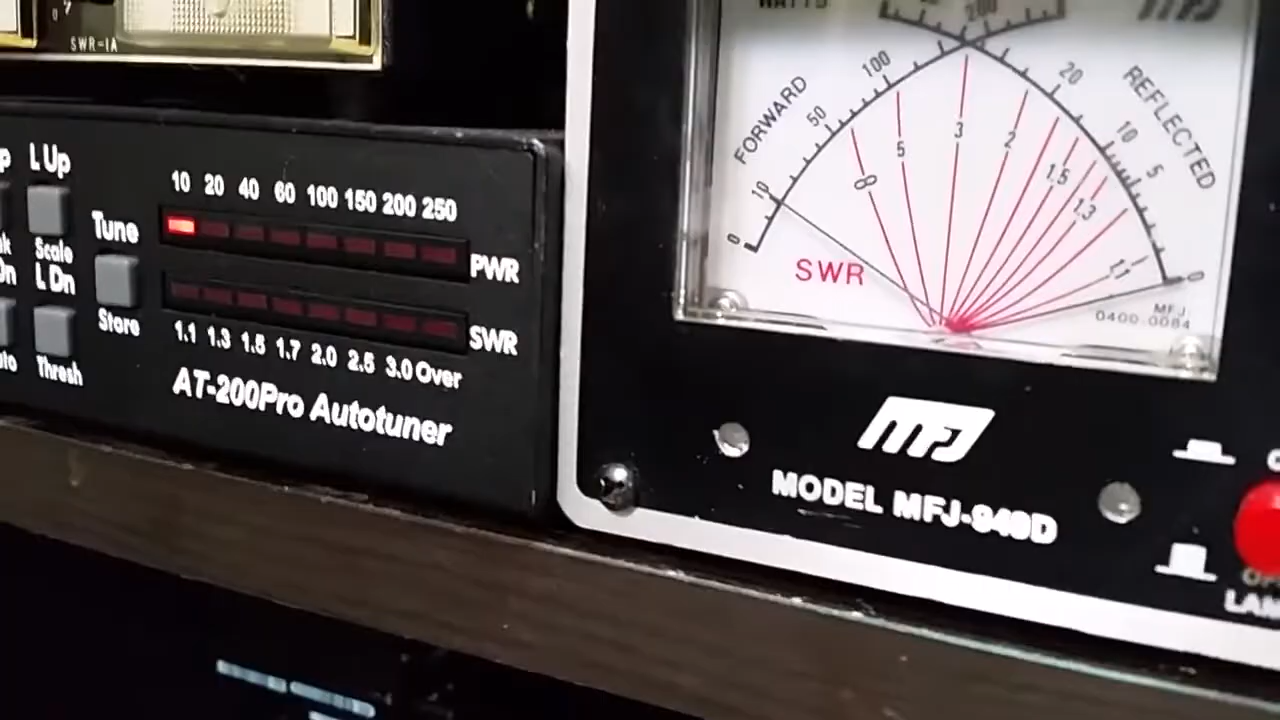 SWR=1A
WATTS
200
MFJ
L Up
Scale
L Dn
Thresh
Tune
Store
10 20 40 60 100 150 200 250
PWR
SWR
1.1 1.3 1.5 1.7 2.0 2.5 3.0 Over
AT-200Pro Autotuner
FORWARD
0 10 50 100
REFLECTED
20 10 5 0
∞ 5 3 2 1.5 1.3 1.1
SWR
MFJ
0400-0084
MFJ
MODEL MFJ-949D